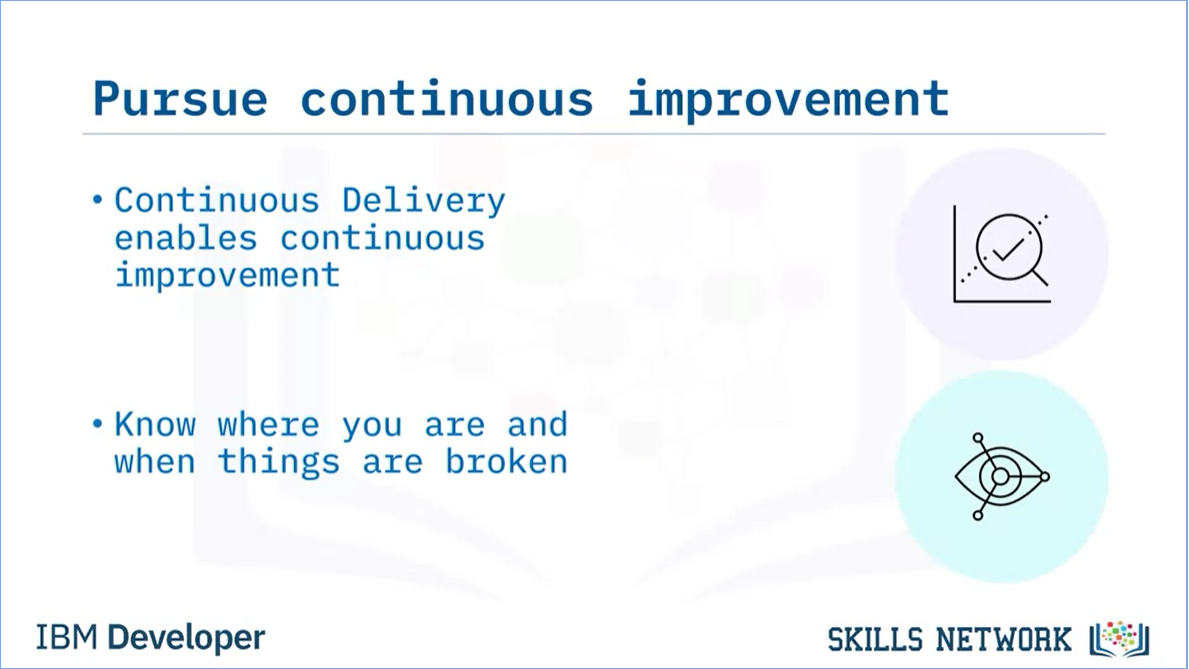 Pursue continuous improvement
• Continuous Delivery
enables continuous
improvement
• Know where you are and
when things are broken
IBM Developer
SKILLS NETWORK